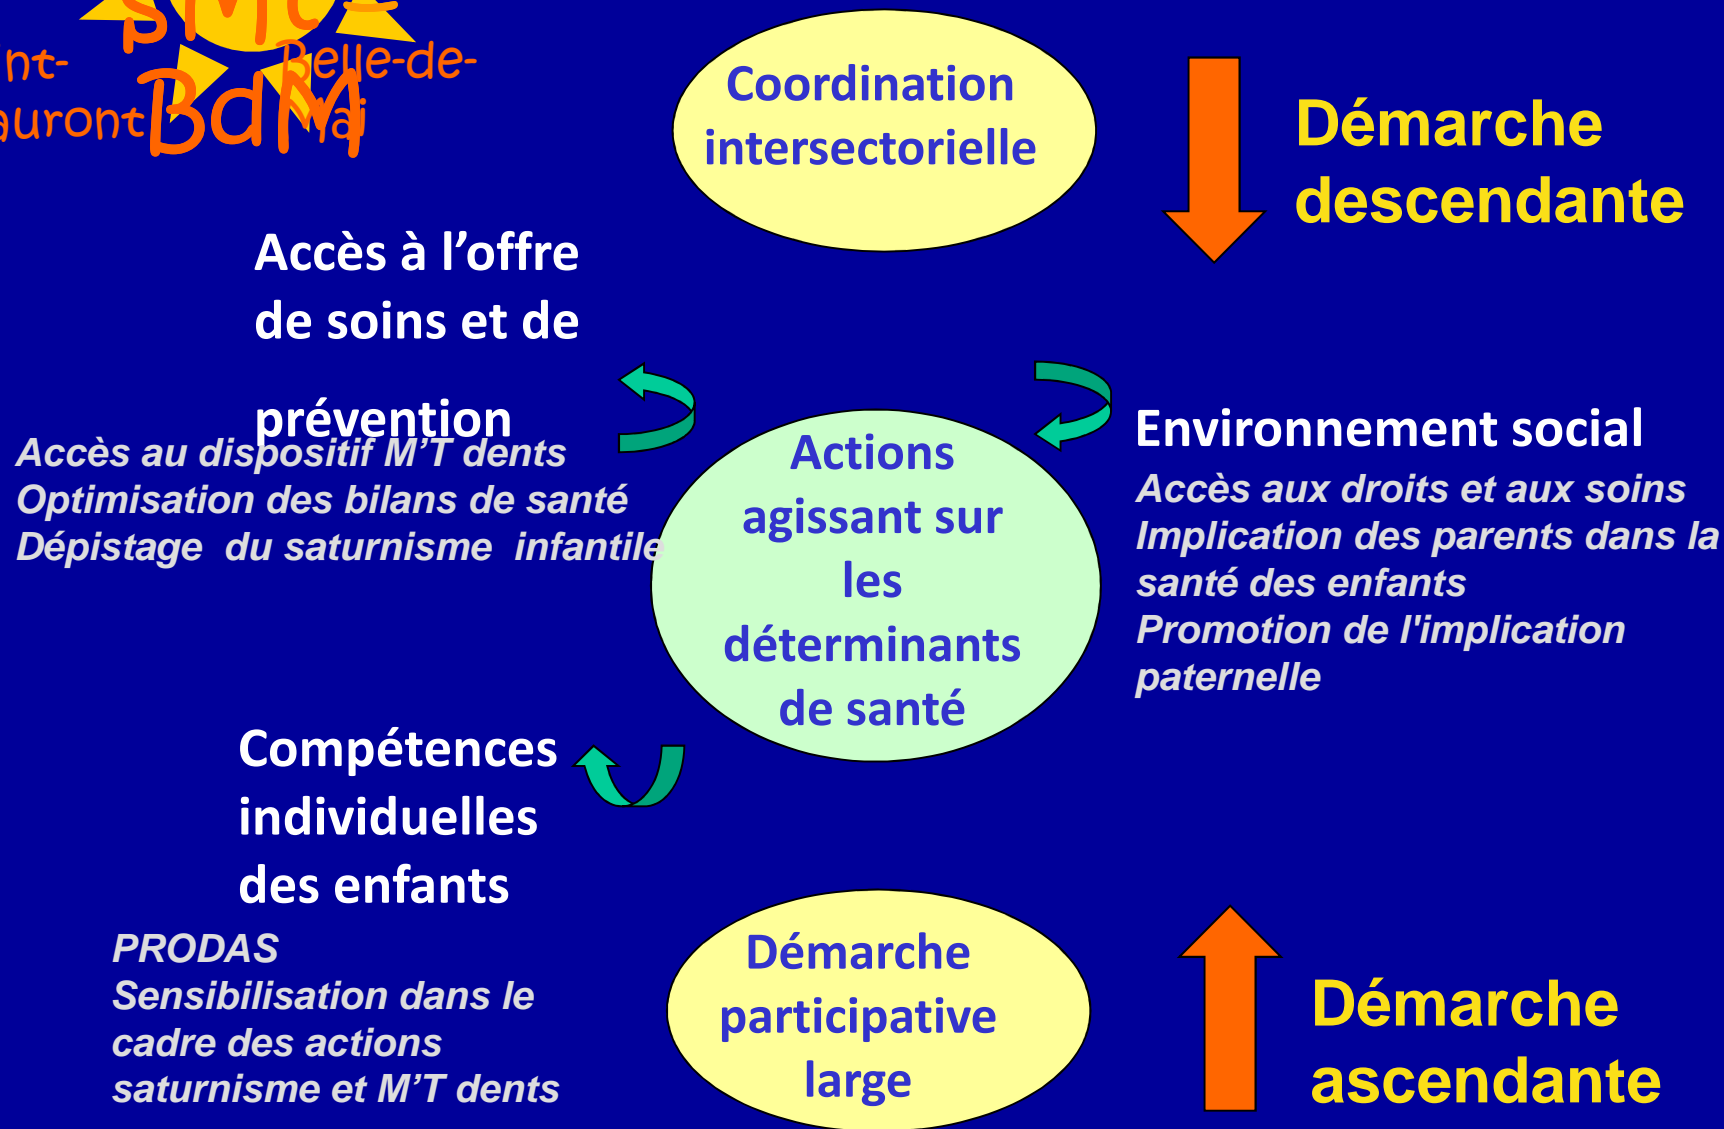 BdM
Belle-de-
Mai
Coordination
intersectorielle
Démarche
descendante
Accès à l’offre
de soins et de
prévention
Accès au dispositif M’T dents
Optimisation des bilans de santé
Dépistage du saturnisme infantile
Actions
agissant sur
les
déterminants
de santé
Environnement social
Accès aux droits et aux soins
Implication des parents dans la
santé des enfants
Promotion de l'implication
paternelle
Compétences
individuelles
des enfants
PRODAS
Sensibilisation dans le
cadre des actions
saturnisme et M’T dents
Démarche
participative
large
Démarche
ascendante